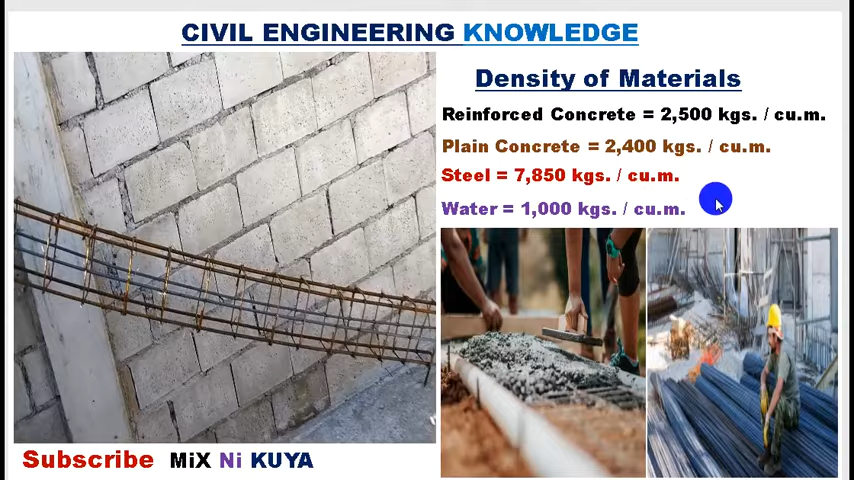 CIVIL ENGINEERING KNOWLEDGE
Density of Materials
Reinforced Concrete = 2,500 kgs. / cu.m.
Plain Concrete = 2,400 kgs. / cu.m.
Steel = 7,850 kgs. / cu.m.
Water = 1,000 kgs. / cu.m.
Subscribe MiX Ni KUYA